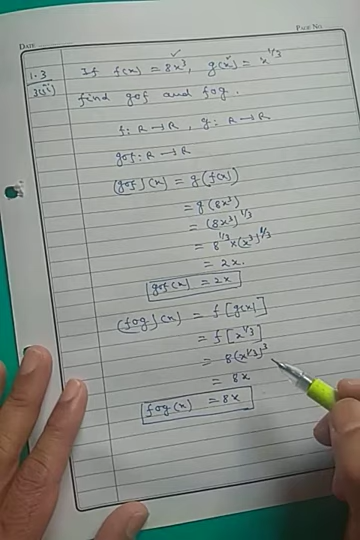 DATE PAGE No.
1.3 If f(x) = 8x³, g(x) = x^1/3
3(ii) find gof and fog.
f: R → R, g: R → R
gof: R → R
(gof)(x) = g(f(x))
= g(8x³)
= (8x³)^1/3
= 8^1/3 × (x³)^1/3
= 2x.
gof(x) = 2x
(fog)(x) = f[g(x)]
= f[x^1/3]
= 8(x^1/3)³
= 8x
fog(x) = 8x